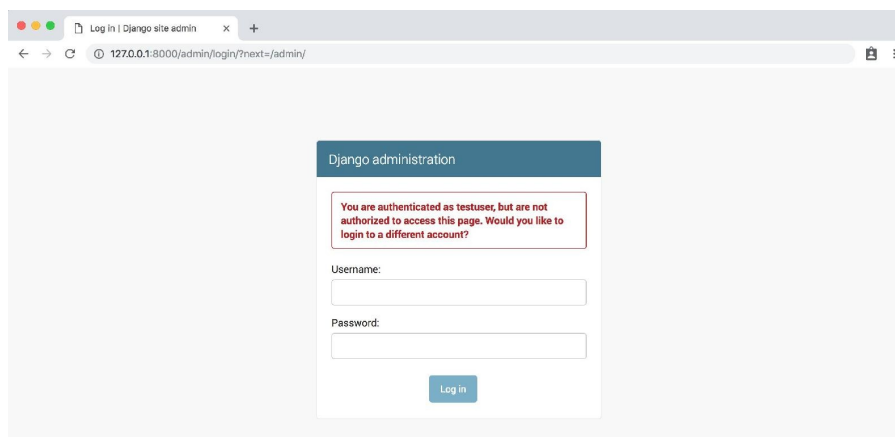 Log in | Django site admin
127.0.0.1:8000/admin/login/?next=/admin/
Django administration
You are authenticated as testuser, but are not
authorized to access this page. Would you like to
login to a different account?
Username:
Password:
Log in